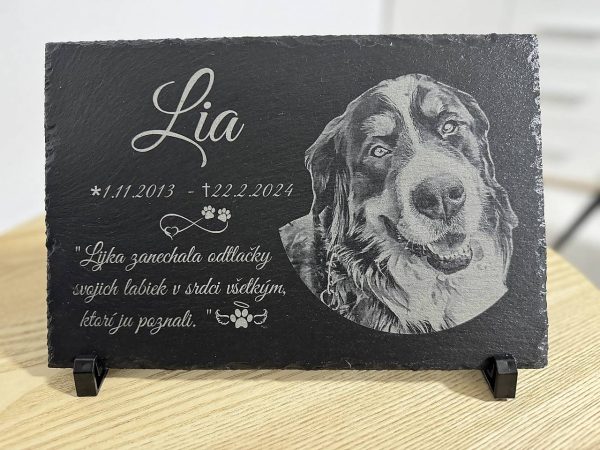 Lia
*1.11.2013 - †22.2.2024
"Lijka zanechala odtlačky
svojich labiek v srdci všetkým,
ktorí ju poznali. "